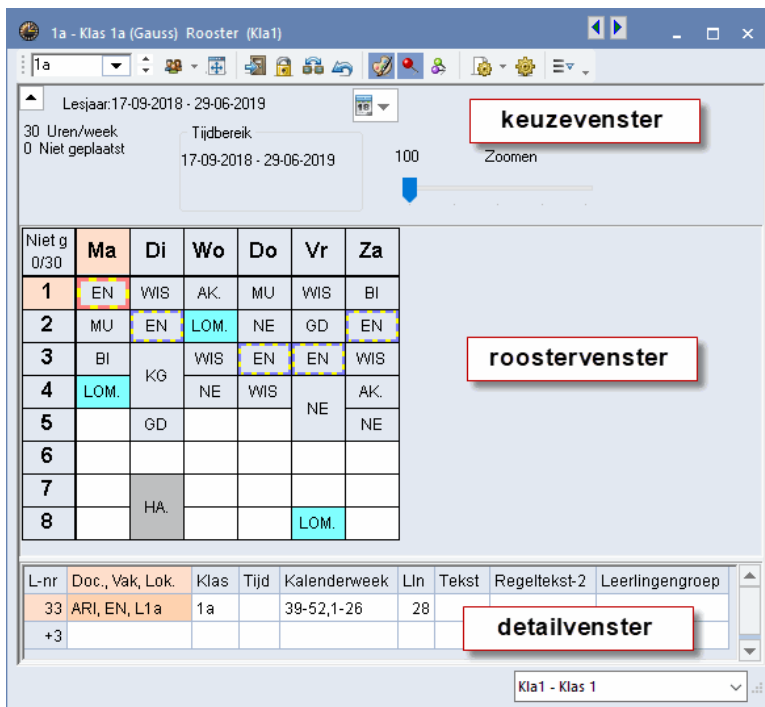 1a - Klas 1a (Gauss) Rooster (Kla1)
1a
Lesjaar:17-09-2018 - 29-06-2019
18
keuzevenster
30 Uren/week
0 Niet geplaatst
Tijdbereik
17-09-2018 - 29-06-2019
100 Zoomen
Niet g
0/30
Ma Di Wo Do Vr Za
1 EN WIS AK. MU WIS BI
2 MU EN LOM. NE GD EN
3 BI KG WIS EN EN WIS
4 LOM. NE WIS NE AK.
5 GD NE
6
7 HA.
8 LOM.
roostervenster
L-nr Doc., Vak, Lok. Klas Tijd Kalenderweek Lln Tekst Regeltekst-2 Leerlingengroep
33 ARI, EN, L1a 1a 39-52,1-26 28
+3
detailvenster
Kla1 - Klas 1